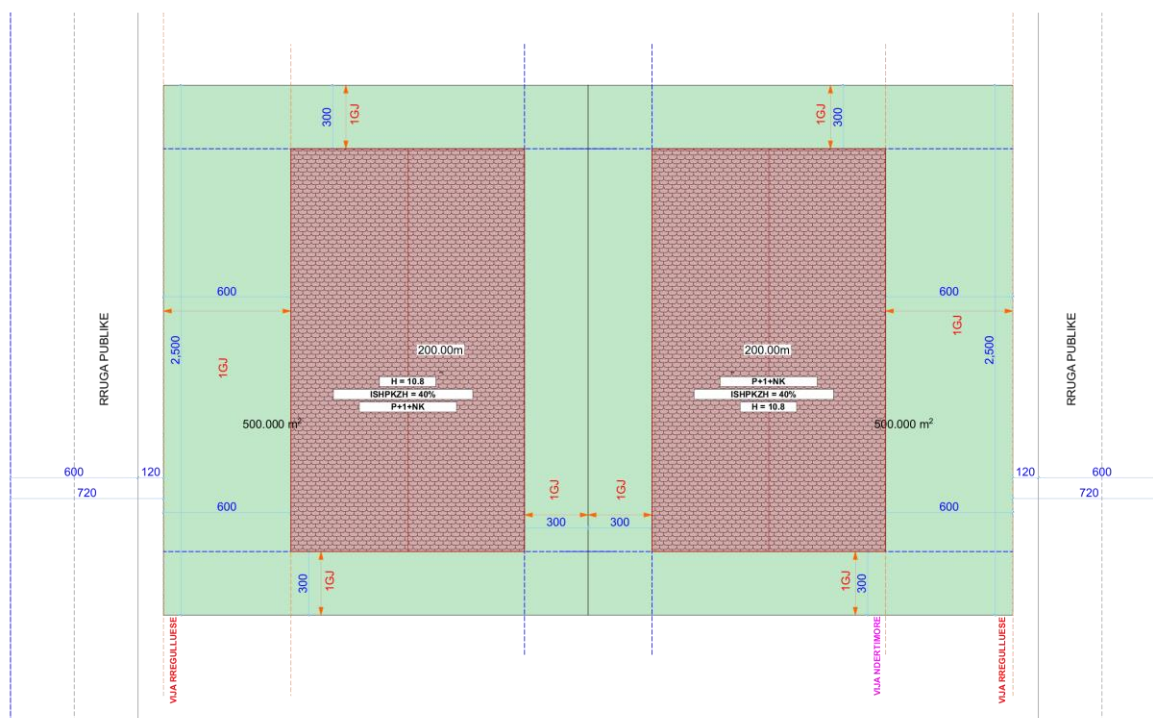 300
1GJ
1GJ
300
600
600
1GJ
RRUGA PUBLIKE
2,500
1GJ
200.00m
H = 10.8
ISHPKZH = 40%
P+1+NK
500.000 m²
200.00m
P+1+NK
ISHPKZH = 40%
H = 10.8
500.000 m²
2,500
RRUGA PUBLIKE
600
120
720
600
1GJ
1GJ
300
300
600
120
600
720
300
1GJ
1GJ
300
VIJA RREGULLUESE
VIJA NDERTIMORE
VIJA RREGULLUESE